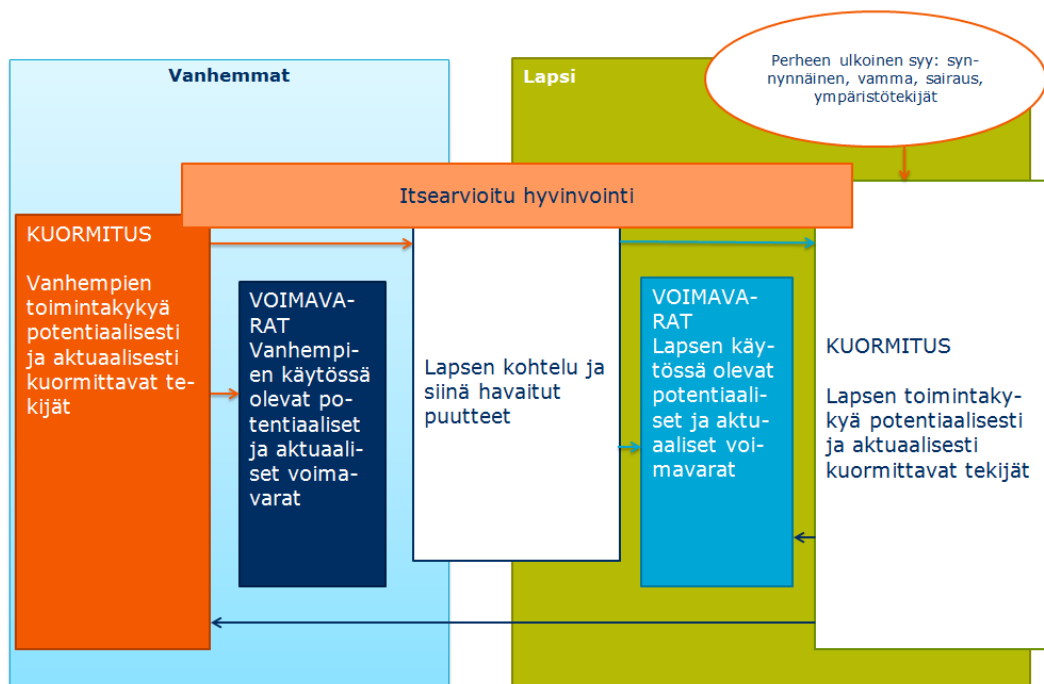 Perheen ulkoinen syy: syn-
nynnäinen, vamma, sairaus,
ympäristötekijät
Vanhemmat
Lapsi
Itsearvioitu hyvinvointi
KUORMITUS
Vanhempien
toimintakykyä
potentiaalisesti
ja aktuaalisesti
kuormittavat te-
kijät
VOIMAVA-
RAT
Vanhempi-
en käytössä
olevat po-
tentiaaliset
ja aktuaali-
set voima-
varat
Lapsen kohtelu ja
siinä havaitut
puutteet
VOIMAVA-
RAT
Lapsen käy-
tössä olevat
potentiaali-
set ja aktu-
aaliset voi-
mavarat
KUORMITUS
Lapsen toimintaky-
kyä potentiaalisesti
ja aktuaalisesti
kuormittavat tekijät